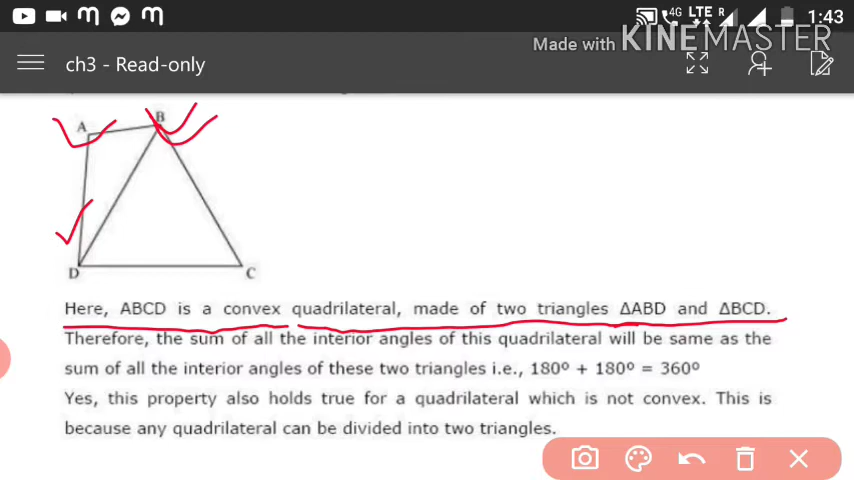 4G LTE R 1:43
Made with KINEMASTER
ch3 - Read-only
A
B
D
C
Here, ABCD is a convex quadrilateral, made of two triangles ΔABD and ΔBCD.
Therefore, the sum of all the interior angles of this quadrilateral will be same as the
sum of all the interior angles of these two triangles i.e., 180º + 180º = 360º
Yes, this property also holds true for a quadrilateral which is not convex. This is
because any quadrilateral can be divided into two triangles.